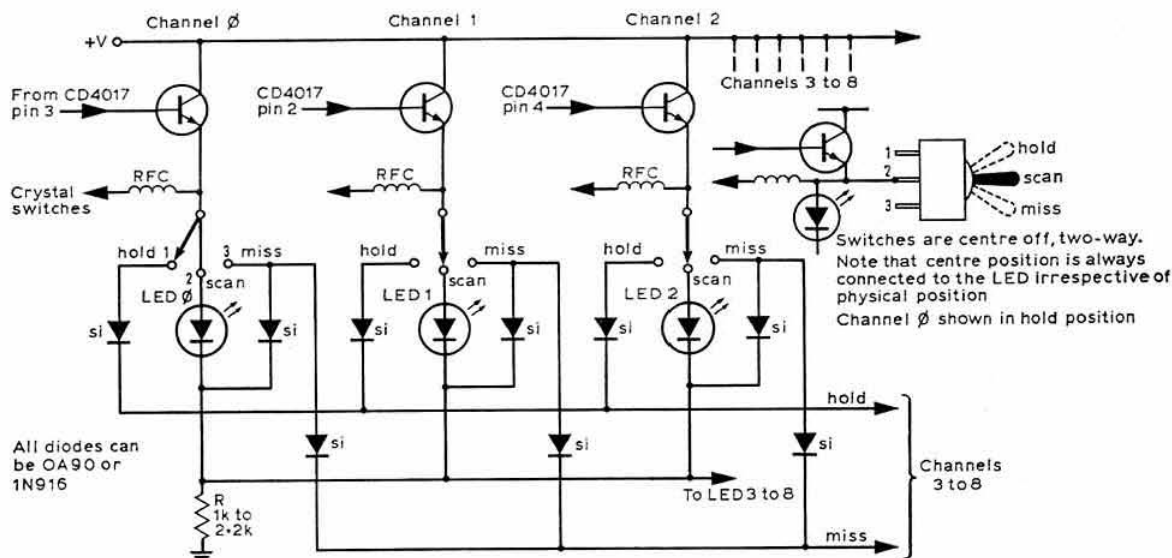 Channel Ø
Channel 1
Channel 2
+V
From CD4017
pin 3
CD4017
pin 2
CD4017
pin 4
Channels 3 to 8
RFC
RFC
RFC
Crystal
switches
1
2
3
hold
scan
miss
hold 1
2
3 miss
scan
LED Ø
hold
miss
scan
LED 1
hold
miss
scan
LED 2
Switches are centre off, two-way.
Note that centre position is always
connected to the LED irrespective of
physical position
Channel Ø shown in hold position
si
si
si
si
si
si
hold
All diodes can
be OA90 or
1N916
si
si
si
Channels
3 to 8
To LED 3 to 8
R
1k to
2•2k
miss